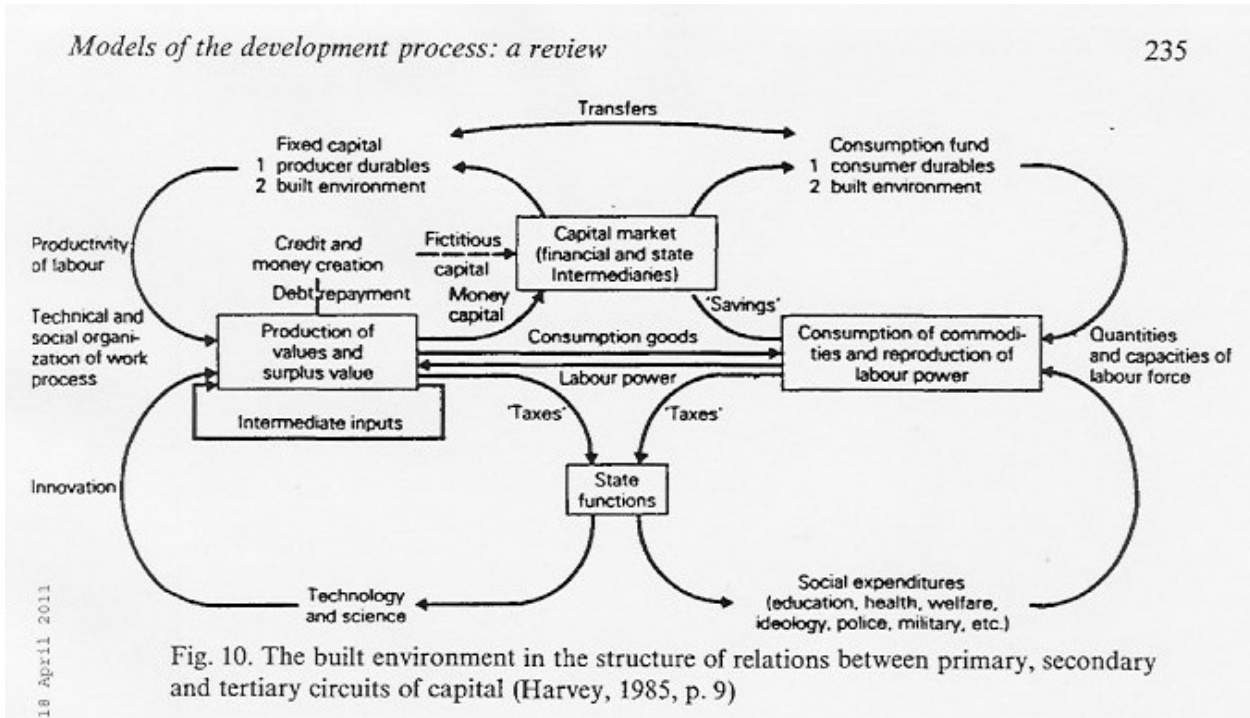 Models of the development process: a review
235
Transfers
Fixed capital
1 producer durables
2 built environment
Consumption fund
1 consumer durables
2 built environment
Productivity
of labour
Credit and
money creation
Fictitious
capital
Capital market
(financial and state
Intermediaries)
Debt repayment
Money
capital
'Savings'
Technical and
social organi-
zation of work
process
Production of
values and
surplus value
Consumption goods
Labour power
Consumption of commodi-
ties and reproduction of
labour power
Quantities
and capacities of
labour force
Intermediate inputs
'Taxes'
'Taxes'
Innovation
State
functions
Technology
and science
Social expenditures
(education, health, welfare,
ideology, police, military, etc.)
18 April 2011
Fig. 10. The built environment in the structure of relations between primary, secondary
and tertiary circuits of capital (Harvey, 1985, p. 9)